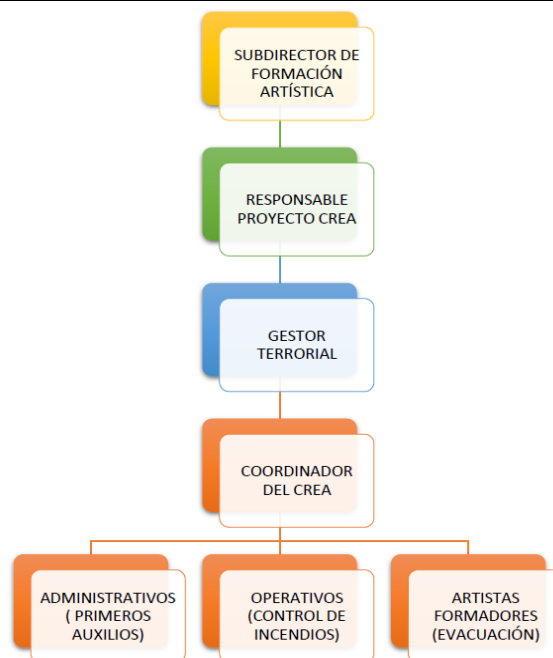 SUBDIRECTOR DE
FORMACIÓN
ARTÍSTICA
RESPONSABLE
PROYECTO CREA
GESTOR
TERRORIAL
COORDINADOR
DEL CREA
ADMINISTRATIVOS
( PRIMEROS
AUXILIOS)
OPERATIVOS
(CONTROL DE
INCENDIOS)
ARTISTAS
FORMADORES
(EVACUACIÓN)